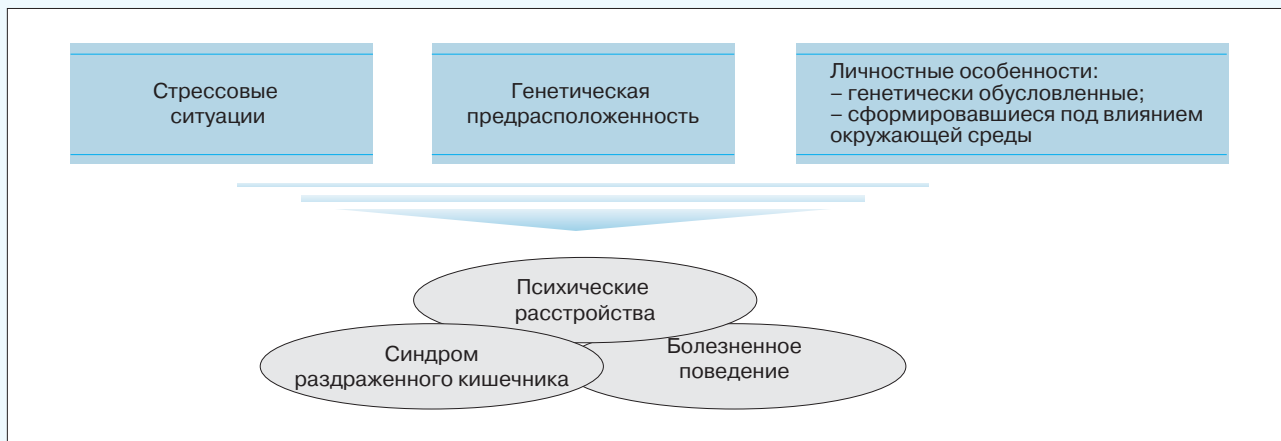 Стрессовые
ситуации
Генетическая
предрасположенность
Личностные особенности:
– генетически обусловленные;
– сформировавшиеся под влиянием
окружающей среды
Психические
расстройства
Синдром
раздраженного кишечника
Болезненное
поведение